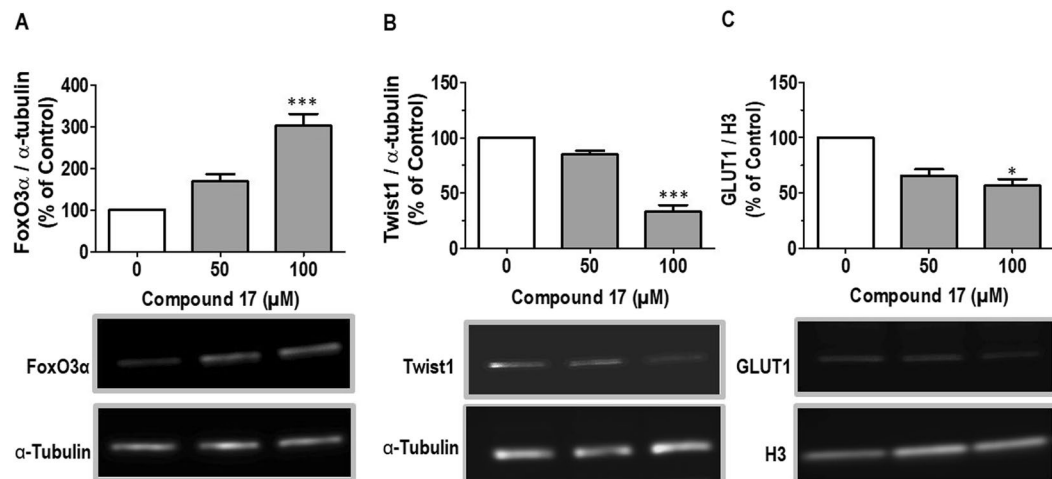 A
FoxO3α / α-tubulin
(% of Control)
400
300
200
100
0
***
0 50 100
Compound 17 (µM)
FoxO3α
α-Tubulin
B
Twist1 / α-tubulin
(% of Control)
150
100
50
0
***
0 50 100
Compound 17 (µM)
Twist1
α-Tubulin
C
GLUT1 / H3
(% of Control)
150
100
50
0
*
0 50 100
Compound 17 (µM)
GLUT1
H3